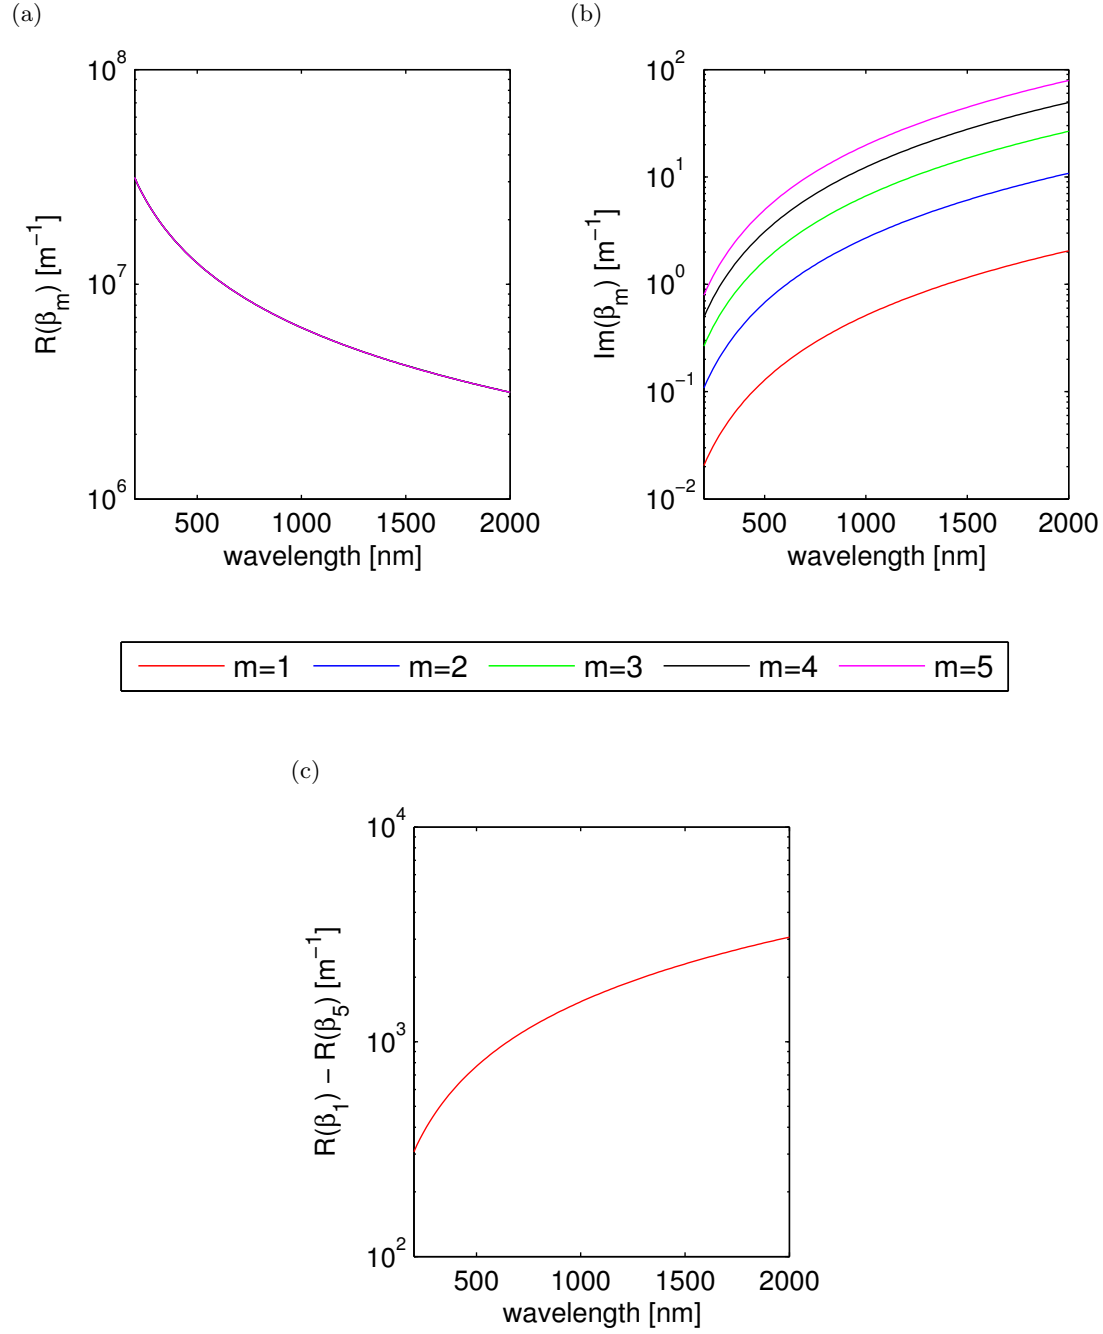 (a)
(b)
10^8
10^7
10^6
R(β_m) [m^−1]
500 1000 1500 2000
wavelength [nm]
10^2
10^1
10^0
10^−1
10^−2
Im(β_m) [m^−1]
500 1000 1500 2000
wavelength [nm]
m=1 m=2 m=3 m=4 m=5
(c)
10^4
10^3
10^2
R(β_1) − R(β_5) [m^−1]
500 1000 1500 2000
wavelength [nm]